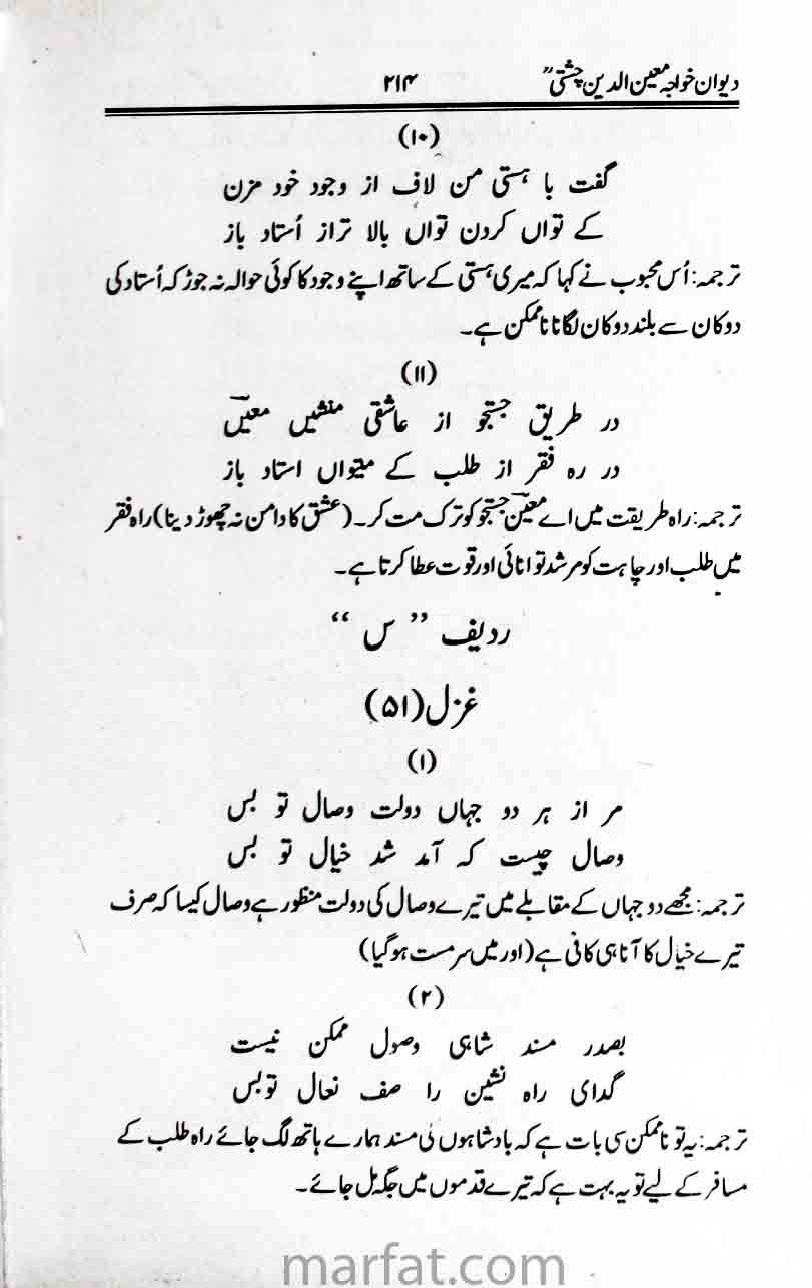 دیوان خواجہ معین الدین چشتیؒ ۲۱۴
(۱۰)
گفت با ہستی من لاف از وجود خود مزن
کے تواں کردن تواں بالا تراز اُستاد باز
ترجمہ: اُس محبوب نے کہا کہ میری ہستی کے ساتھ اپنے وجود کا کوئی حوالہ نہ جوڑ کہ اُستاد کی
دوکان سے بلند دوکان لگانا ناممکن ہے۔
(۱۱)
در طریق جستجو از عاشقی منشیں معیںؔ
در رہ فقر از طلب کے میتواں استاد باز
ترجمہ: راہ طریقت میں اے معینؔ جستجو کو ترک مت کر۔ (عشق کا دامن نہ چھوڑ دینا) راہ فقر
میں طلب اور چاہت کو مرشد توانائی اور قوت عطا کرتا ہے۔
ردیف ’’ س ‘‘
غزل (۵۱)
(۱)
مر از ہر دو جہاں دولت وصال تو بس
وصال چیست کہ آمد شد خیال تو بس
ترجمہ: مجھے دو جہاں کے مقابلے میں تیرے وصال کی دولت منظور ہے وصال کیسا کہ صرف
تیرے خیال کا آنا ہی کافی ہے (اور میں سرمست ہوگیا)
(۲)
بصدر مسند شاہی وصول ممکن نیست
گدای راہ نشین را صف نعال توبس
ترجمہ: یہ تو ناممکن سی بات ہے کہ بادشاہوں کی مسند ہمارے ہاتھ لگ جائے راہ طلب کے
مسافر کے لیے تو یہ بہت ہے کہ تیرے قدموں میں جگہ مل جائے۔
marfat.com